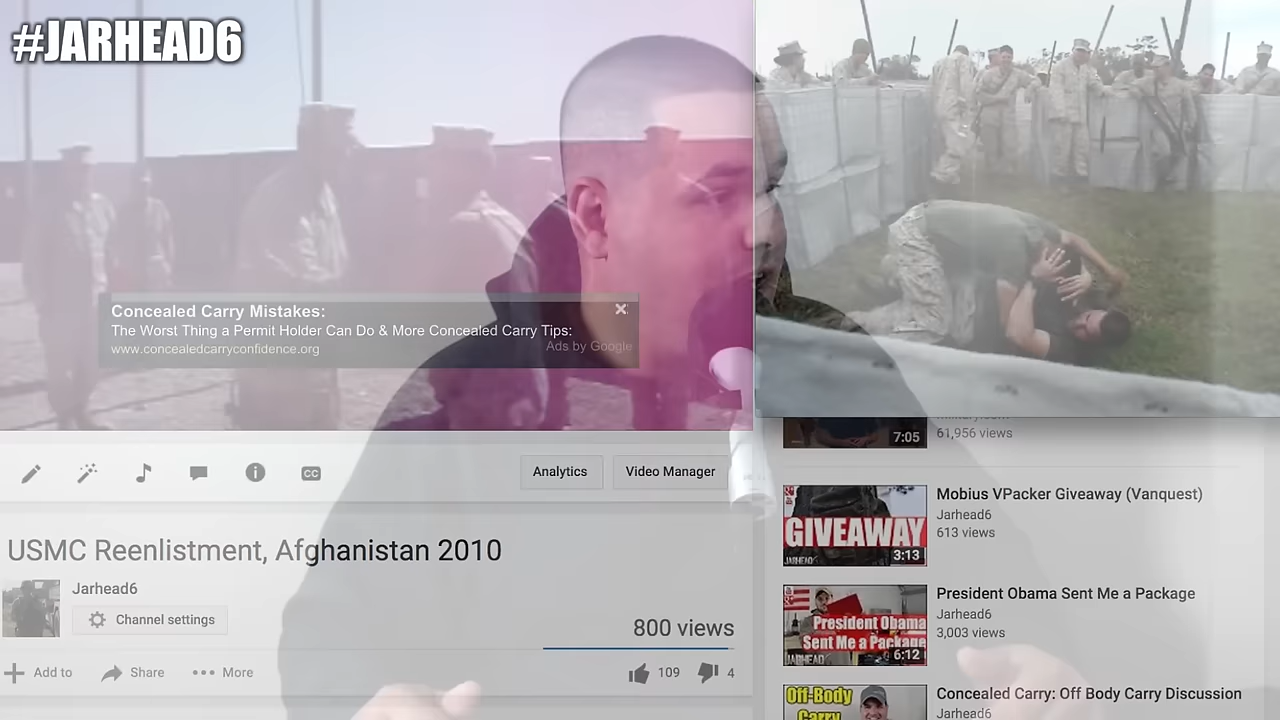 #JARHEAD6
Concealed Carry Mistakes:
The Worst Thing a Permit Holder Can Do & More Concealed Carry Tips:
www.concealedcarryconfidence.org
Ads by Google
CC
Analytics
Video Manager
USMC Reenlistment, Afghanistan 2010
Jarhead6
Channel settings
800 views
Add to
Share
More
109
4
7:05
61,956 views
GIVEAWAY
3:13
JARHEAD6
Mobius VPacker Giveaway (Vanquest)
Jarhead6
613 views
President Obama
Sent Me a Package
6:12
JARHEAD6
President Obama Sent Me a Package
Jarhead6
3,003 views
Off-Body
Carry
Concealed Carry: Off Body Carry Discussion
Jarhead6